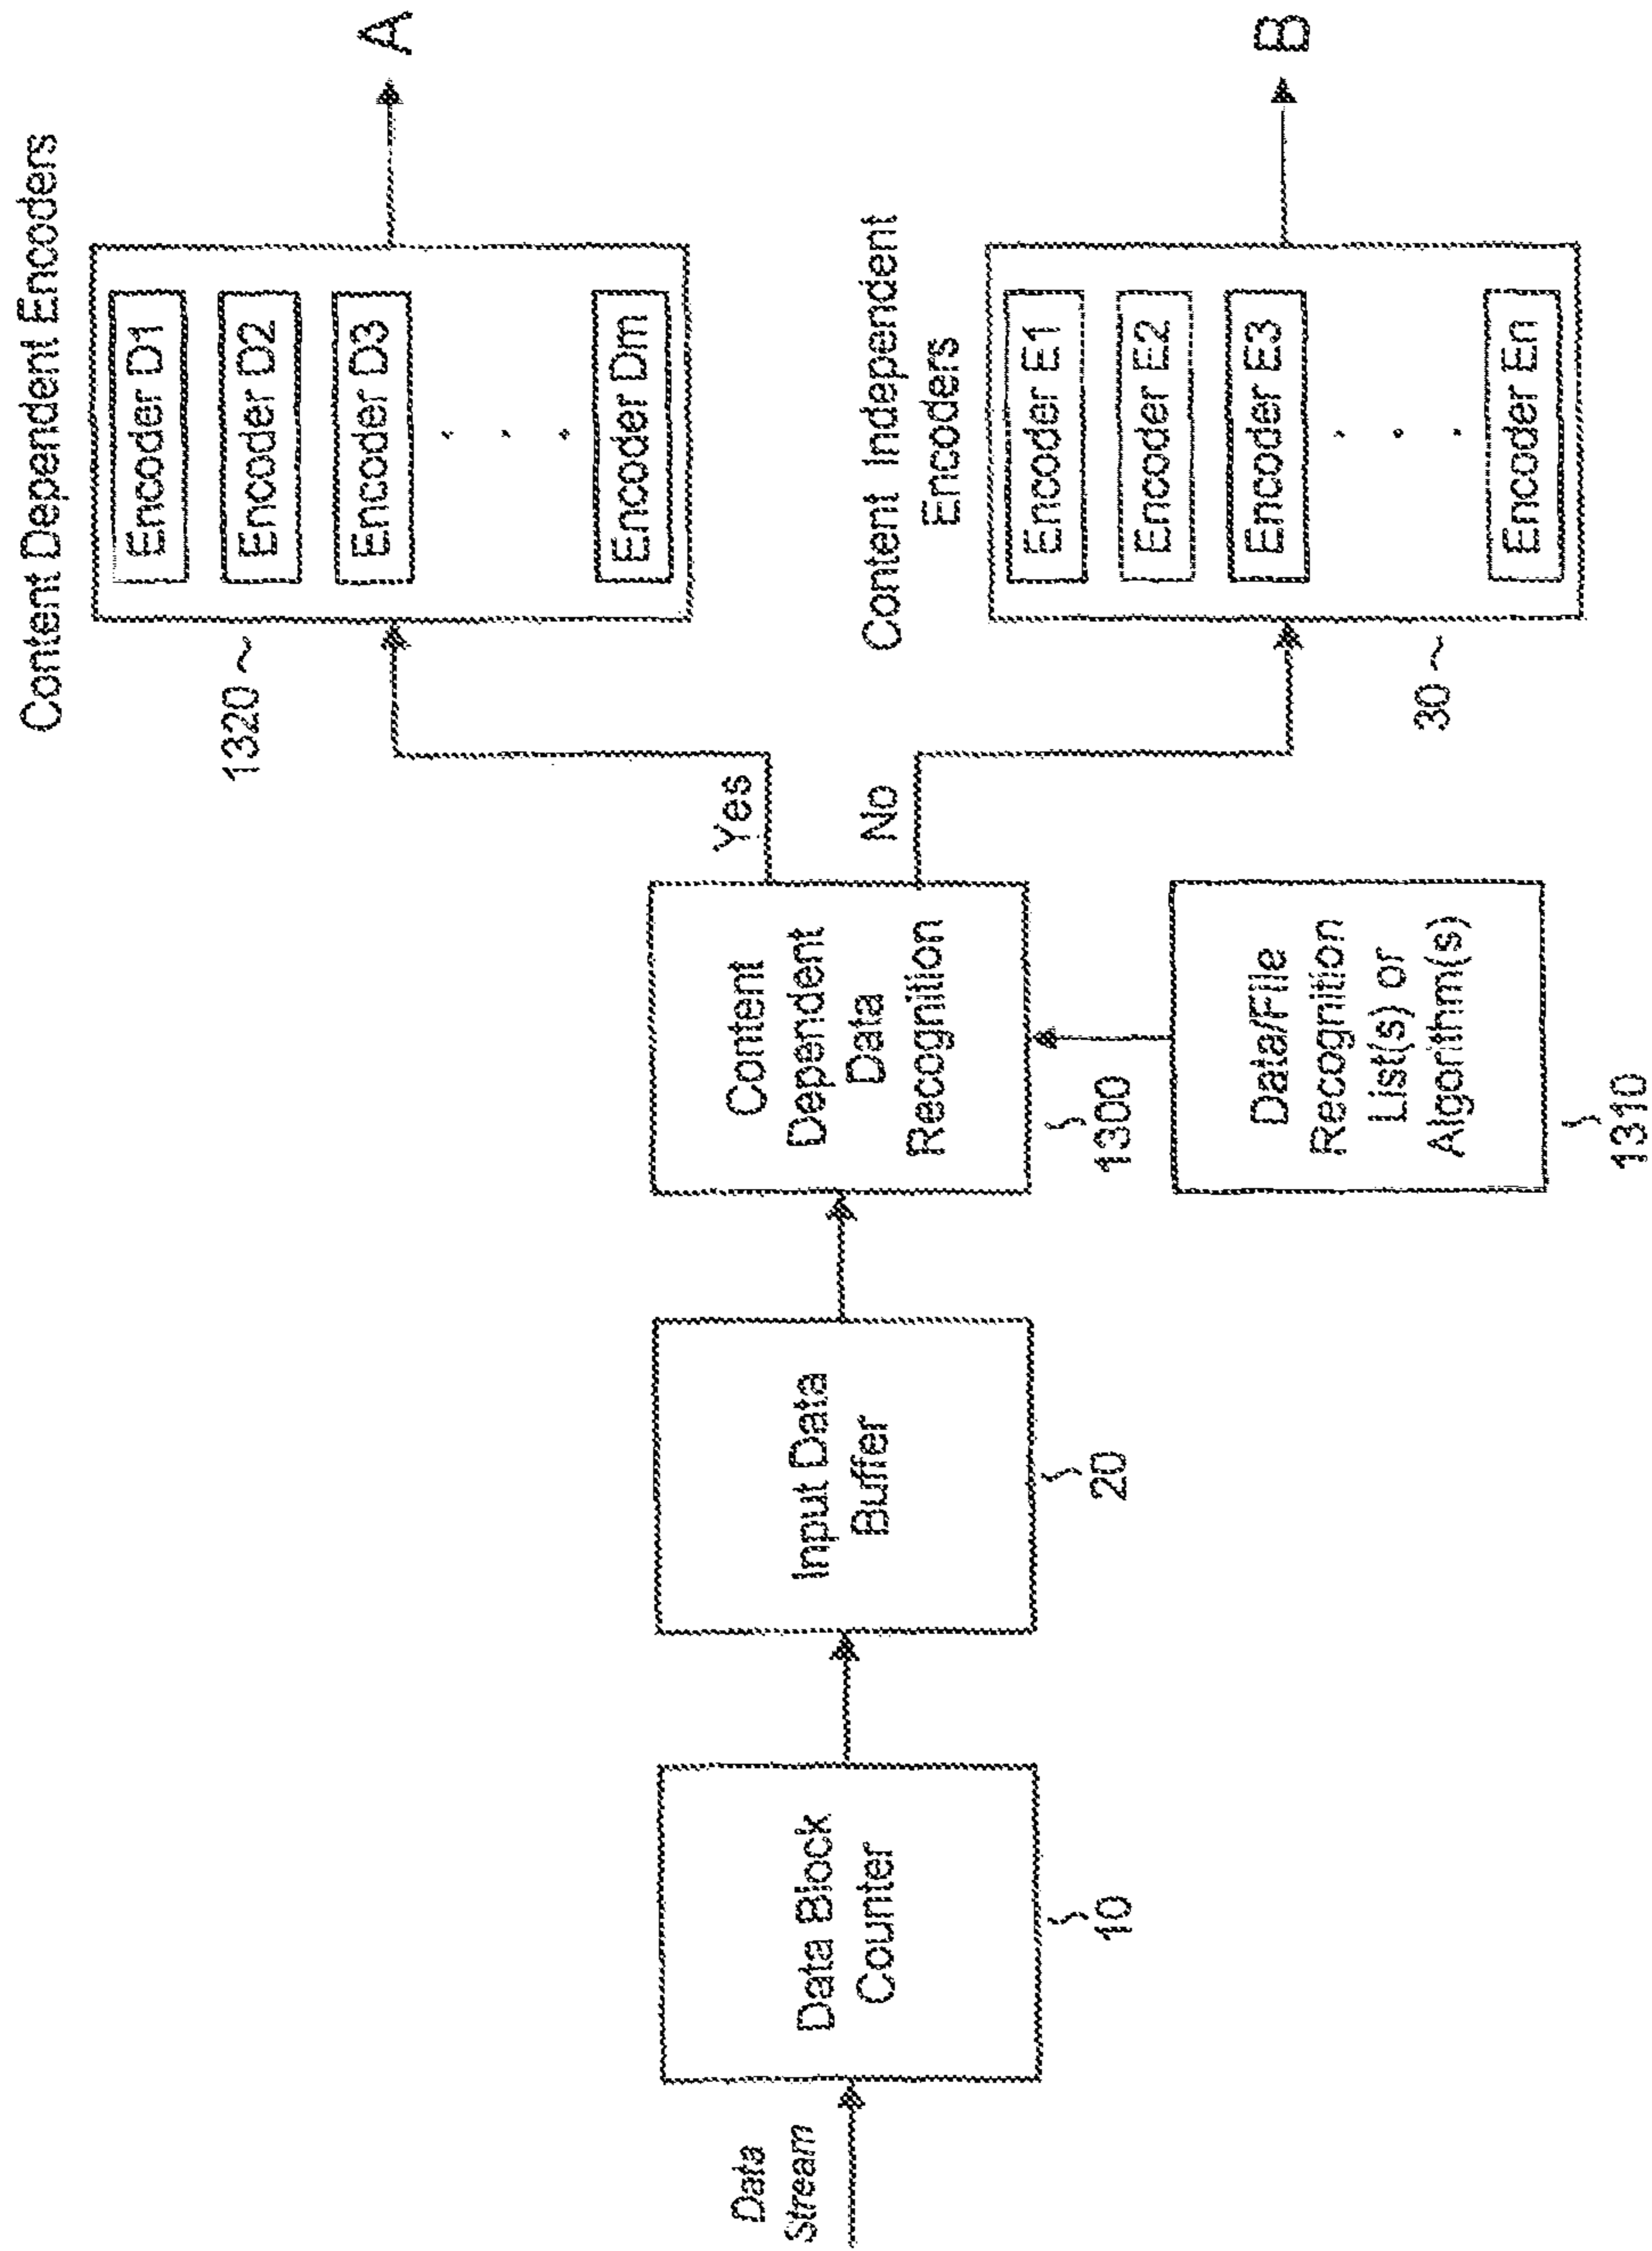 Data
Stream
Data Block
Counter
10
Input Data
Buffer
20
Content
Dependent
Data
Recognition
1300
Data/File
Recognition
List(s) or
Algorithm(s)
1310
Yes
No
Content Dependent Encoders
1320
Encoder D1
Encoder D2
Encoder D3
Encoder Dm
A
Content Independent
Encoders
30
Encoder E1
Encoder E2
Encoder E3
Encoder En
B